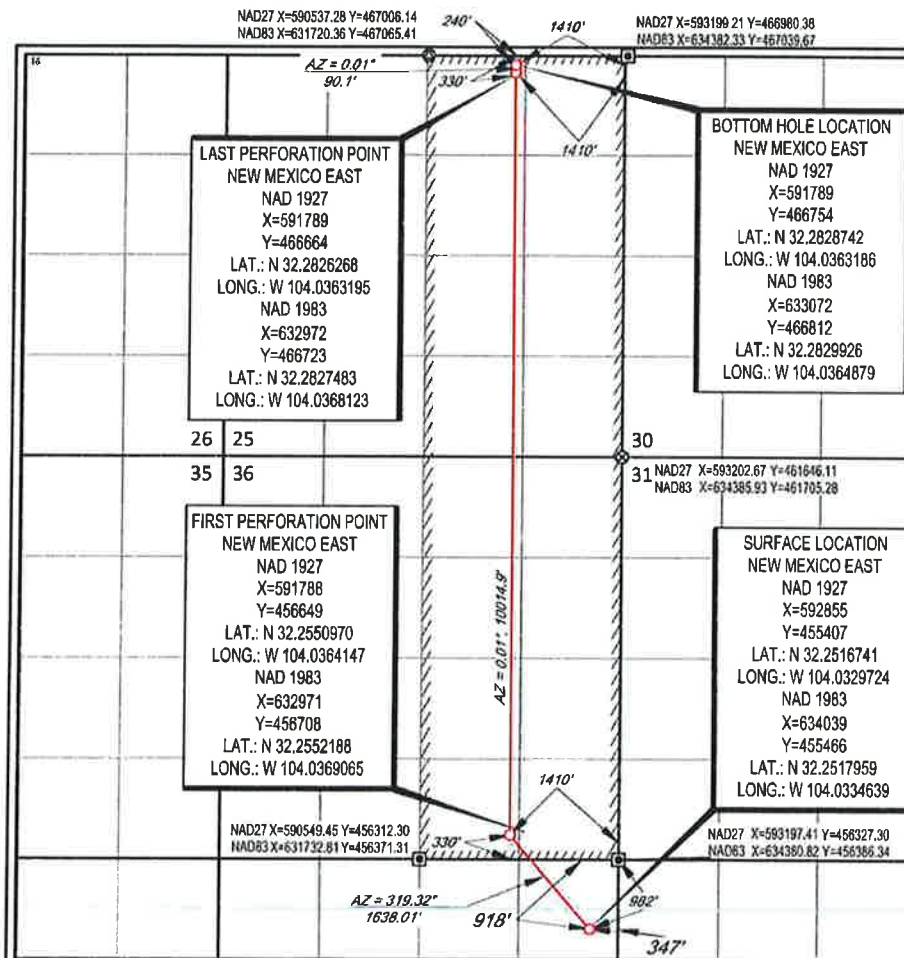 NAD27 X=590537.28 Y=467006.14
NAD83 X=631720.36 Y=467065.41
240'
1410'
NAD27 X=593199.21 Y=466980.38
NAD83 X=634382.33 Y=467039.67
16
AZ = 0.01°
90.1'
330'
1410'
LAST PERFORATION POINT
NEW MEXICO EAST
NAD 1927
X=591789
Y=466664
LAT.: N 32.2826268
LONG.: W 104.0363195
NAD 1983
X=632972
Y=466723
LAT.: N 32.2827483
LONG.: W 104.0368123
BOTTOM HOLE LOCATION
NEW MEXICO EAST
NAD 1927
X=591789
Y=466754
LAT.: N 32.2828742
LONG.: W 104.0363186
NAD 1983
X=633072
Y=466812
LAT.: N 32.2829926
LONG.: W 104.0364879
26 25
30
35 36
31 NAD27 X=593202.67 Y=461646.11
NAD83 X=634385.93 Y=461705.28
FIRST PERFORATION POINT
NEW MEXICO EAST
NAD 1927
X=591788
Y=456649
LAT.: N 32.2550970
LONG.: W 104.0364147
NAD 1983
X=632971
Y=456708
LAT.: N 32.2552188
LONG.: W 104.0369065
AZ = 0.01°, 10014.9'
SURFACE LOCATION
NEW MEXICO EAST
NAD 1927
X=592855
Y=455407
LAT.: N 32.2516741
LONG.: W 104.0329724
NAD 1983
X=634039
Y=455466
LAT.: N 32.2517959
LONG.: W 104.0334639
1410'
NAD27 X=590549.45 Y=456312.30
NAD83 X=631732.81 Y=456371.31
330'
NAD27 X=593197.41 Y=456327.30
NAD83 X=634380.82 Y=456386.34
AZ = 319.32°
1638.01'
918'
982'
347'